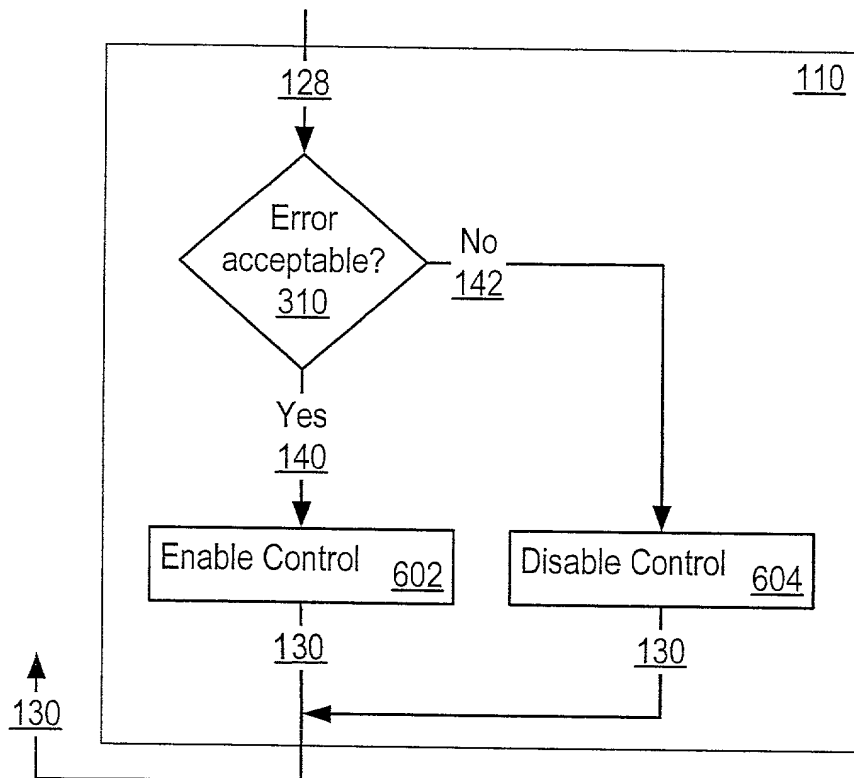 128
110
Error
acceptable?
310
No
142
Yes
140
Enable Control 602
Disable Control 604
130
130
130